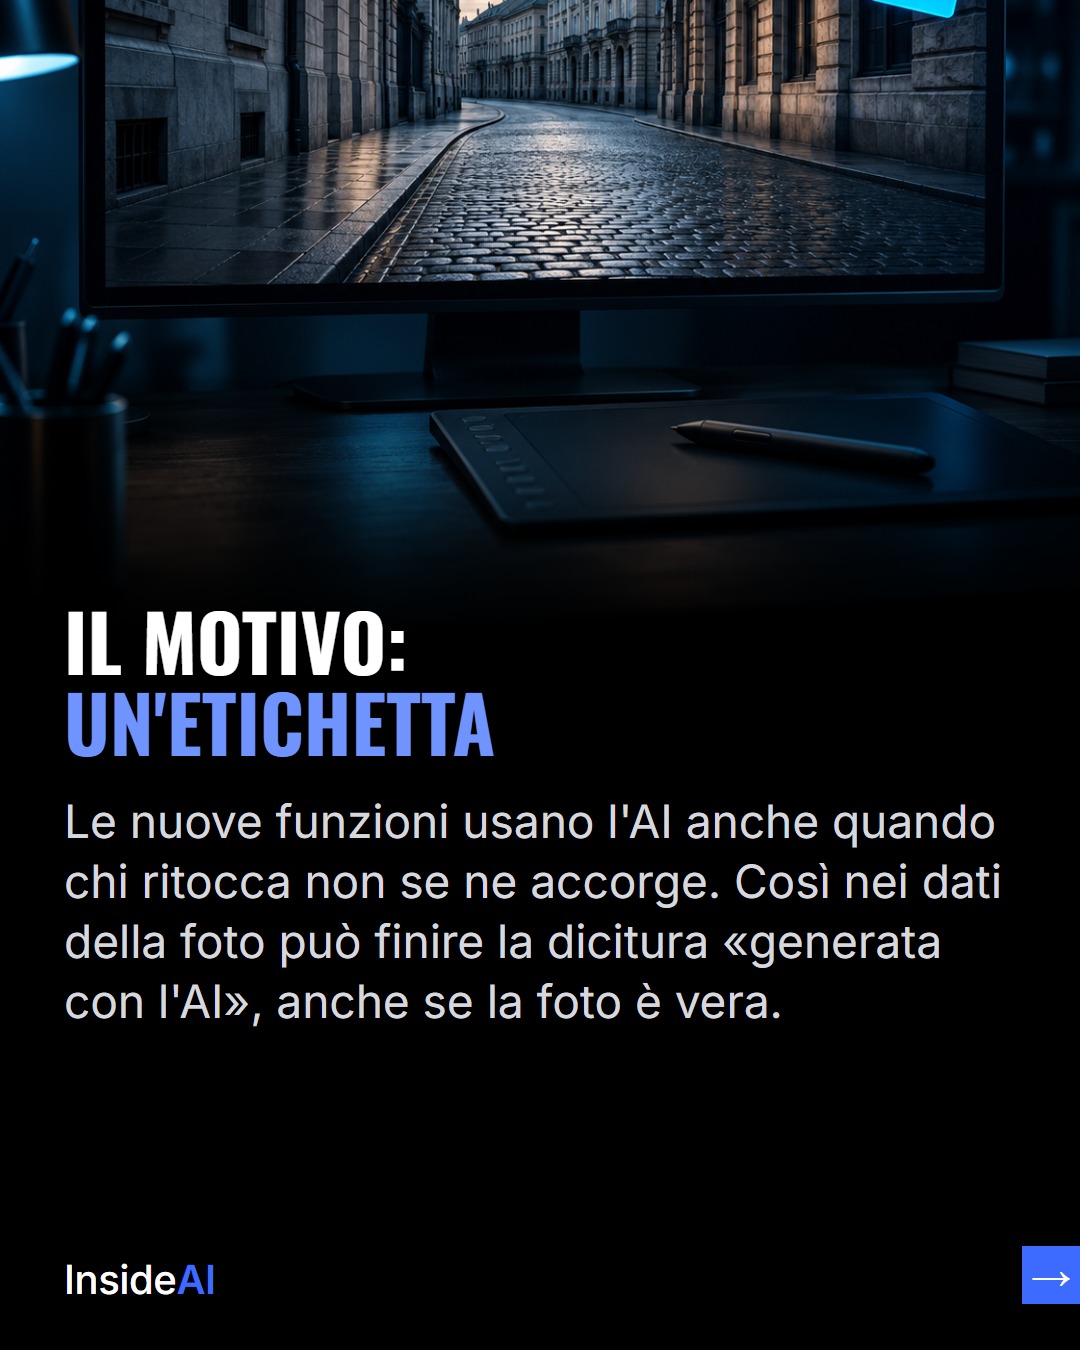 IL MOTIVO:
UN'ETICHETTA
Le nuove funzioni usano l'AI anche quando
chi ritocca non se ne accorge. Così nei dati
della foto può finire la dicitura «generata
con l'AI», anche se la foto è vera.
InsideAI
→